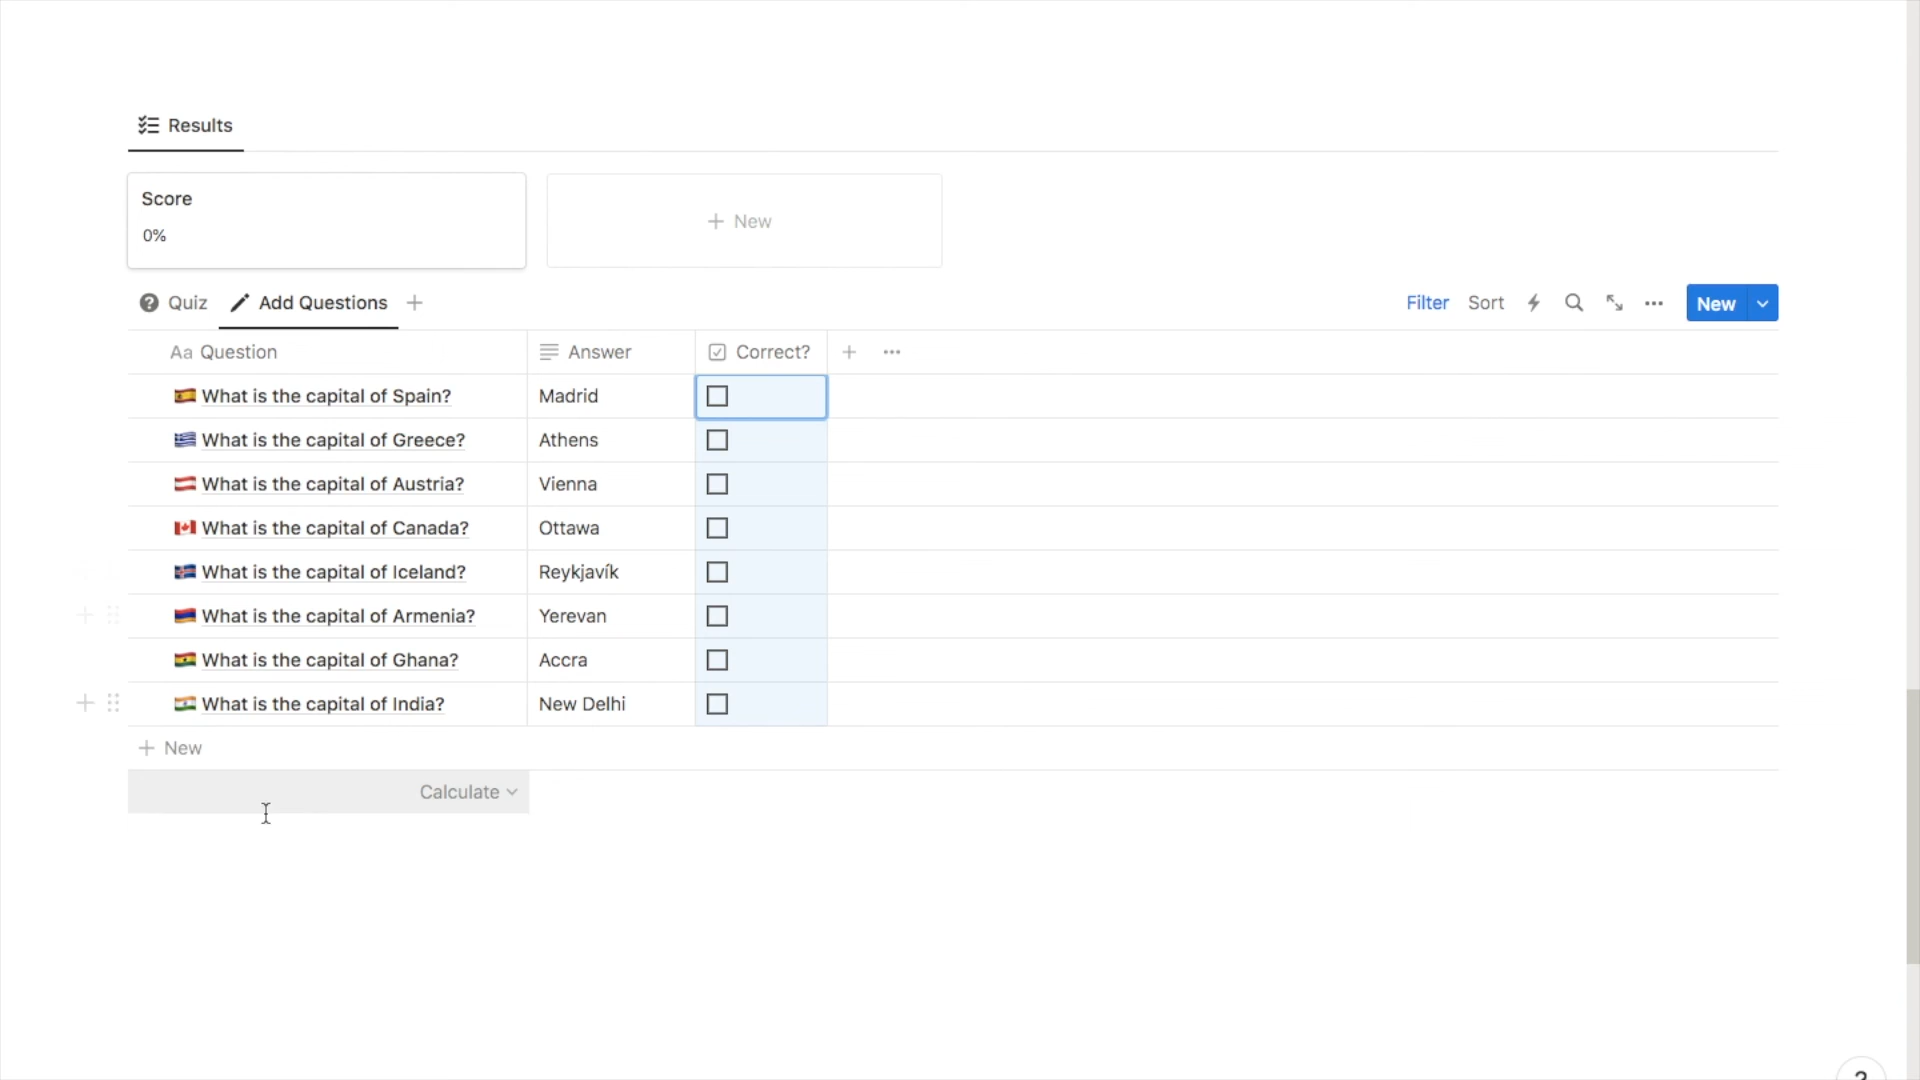 Results
Score
0%
+ New
Quiz Add Questions + Filter Sort New
Aa Question Answer Correct? +
What is the capital of Spain? Madrid
What is the capital of Greece? Athens
What is the capital of Austria? Vienna
What is the capital of Canada? Ottawa
What is the capital of Iceland? Reykjavík
What is the capital of Armenia? Yerevan
What is the capital of Ghana? Accra
What is the capital of India? New Delhi
+ New
Calculate